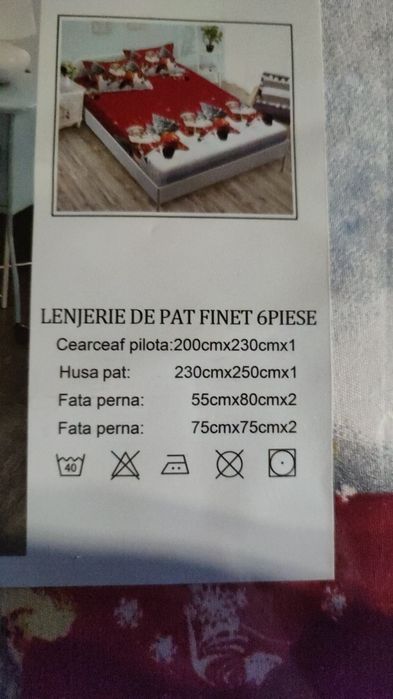 LENJERIE DE PAT FINET 6PIESE
Cearceaf pilota:200cmx230cmx1
Husa pat: 230cmx250cmx1
Fata perna: 55cmx80cmx2
Fata perna: 75cmx75cmx2
40